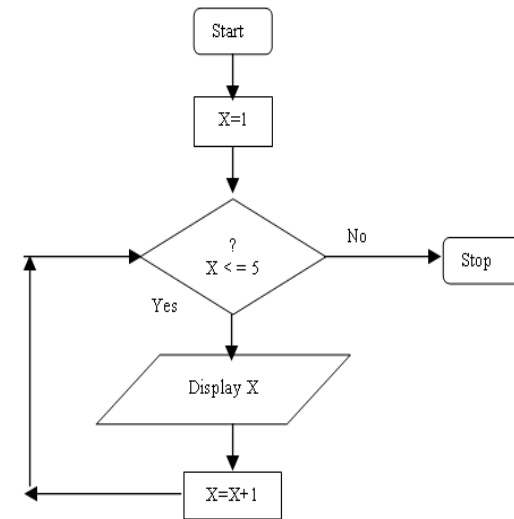 Start
X=1
?
X < = 5
No
Stop
Yes
Display X
X=X+1